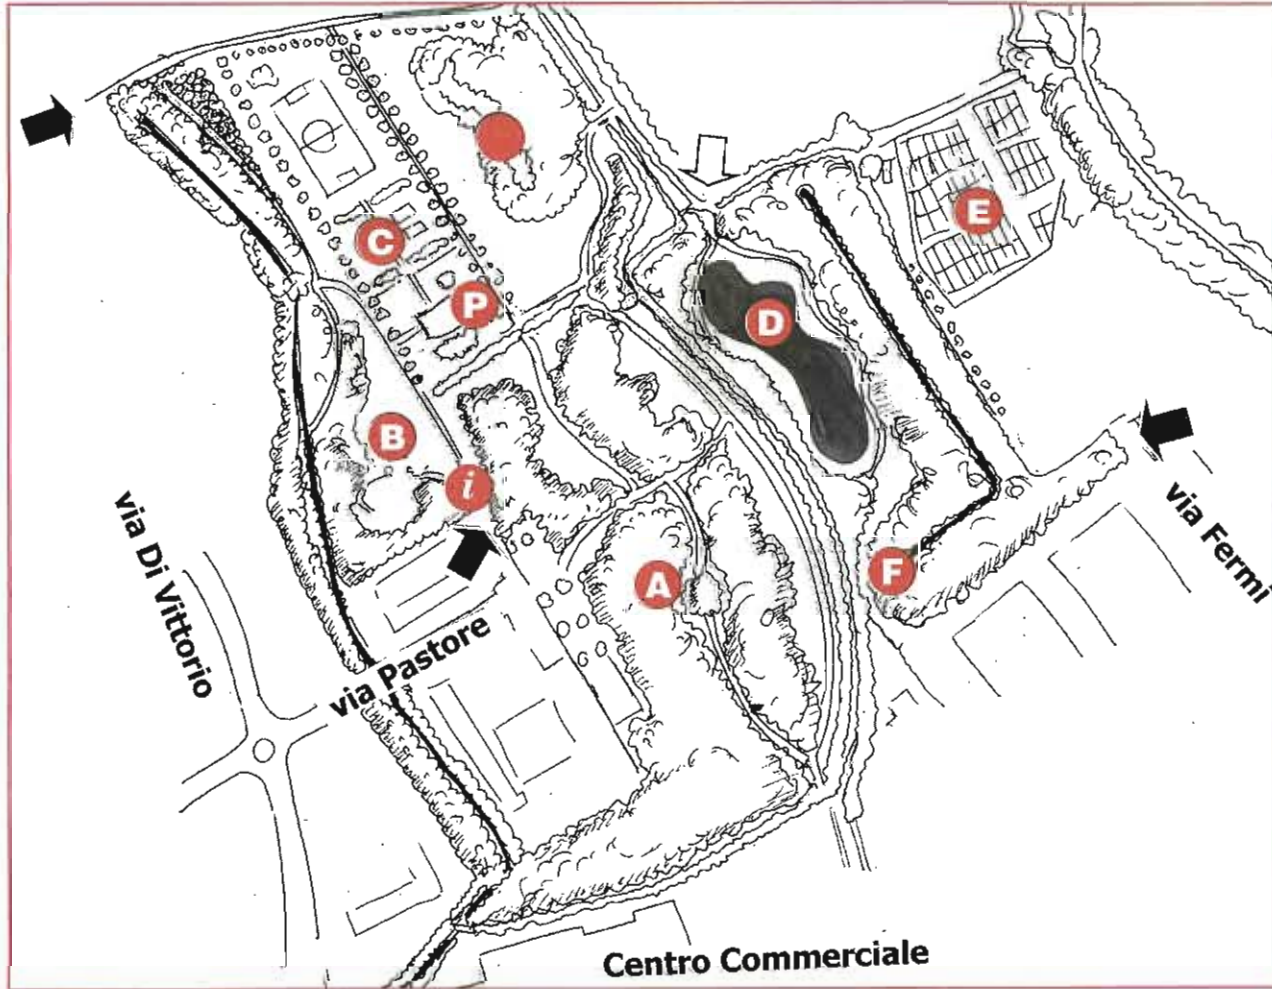 C
E
P
D
B
i
A
F
via Di Vittorio
via Pastore
via Fermi
Centro Commerciale